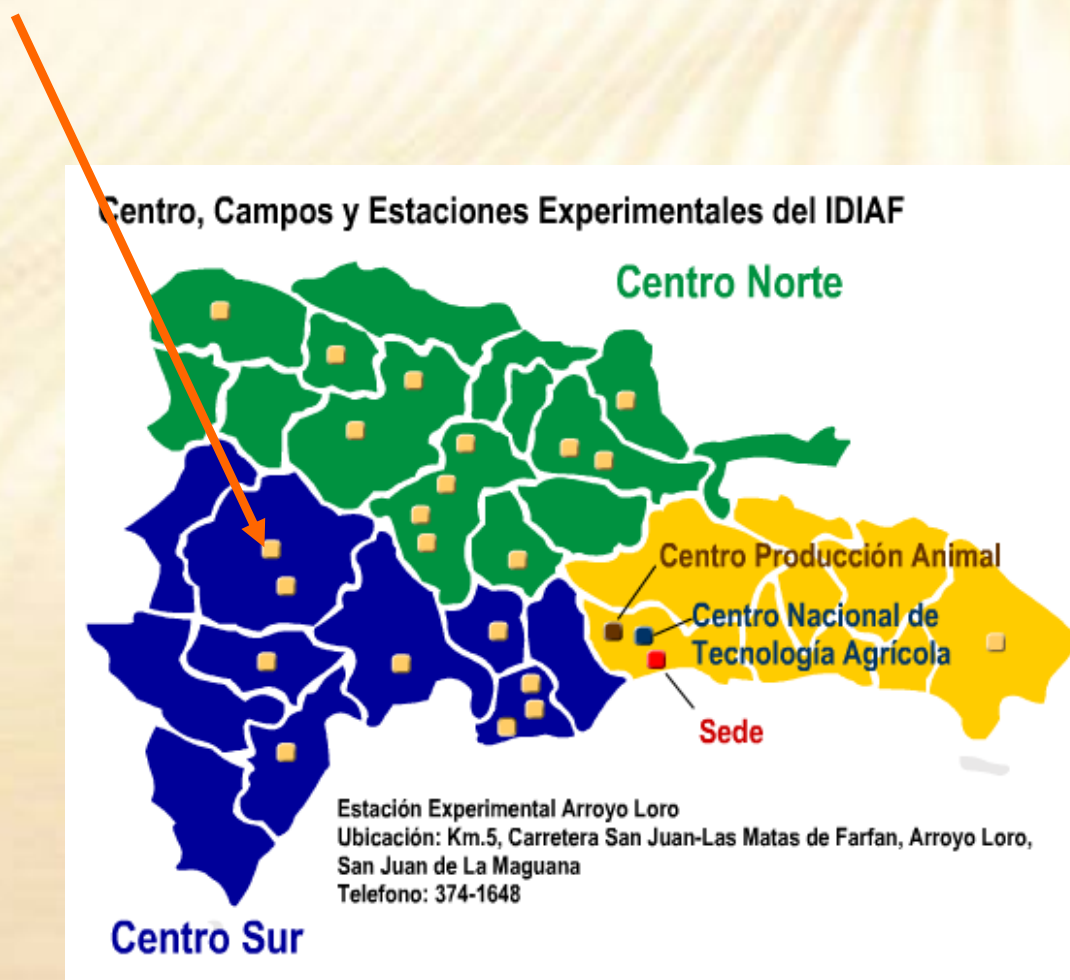 Centro, Campos y Estaciones Experimentales del IDIAF
Centro Norte
Centro Producción Animal
Centro Nacional de
Tecnología Agrícola
Sede
Estación Experimental Arroyo Loro
Ubicación: Km.5, Carretera San Juan-Las Matas de Farfan, Arroyo Loro,
San Juan de La Maguana
Telefono: 374-1648
Centro Sur